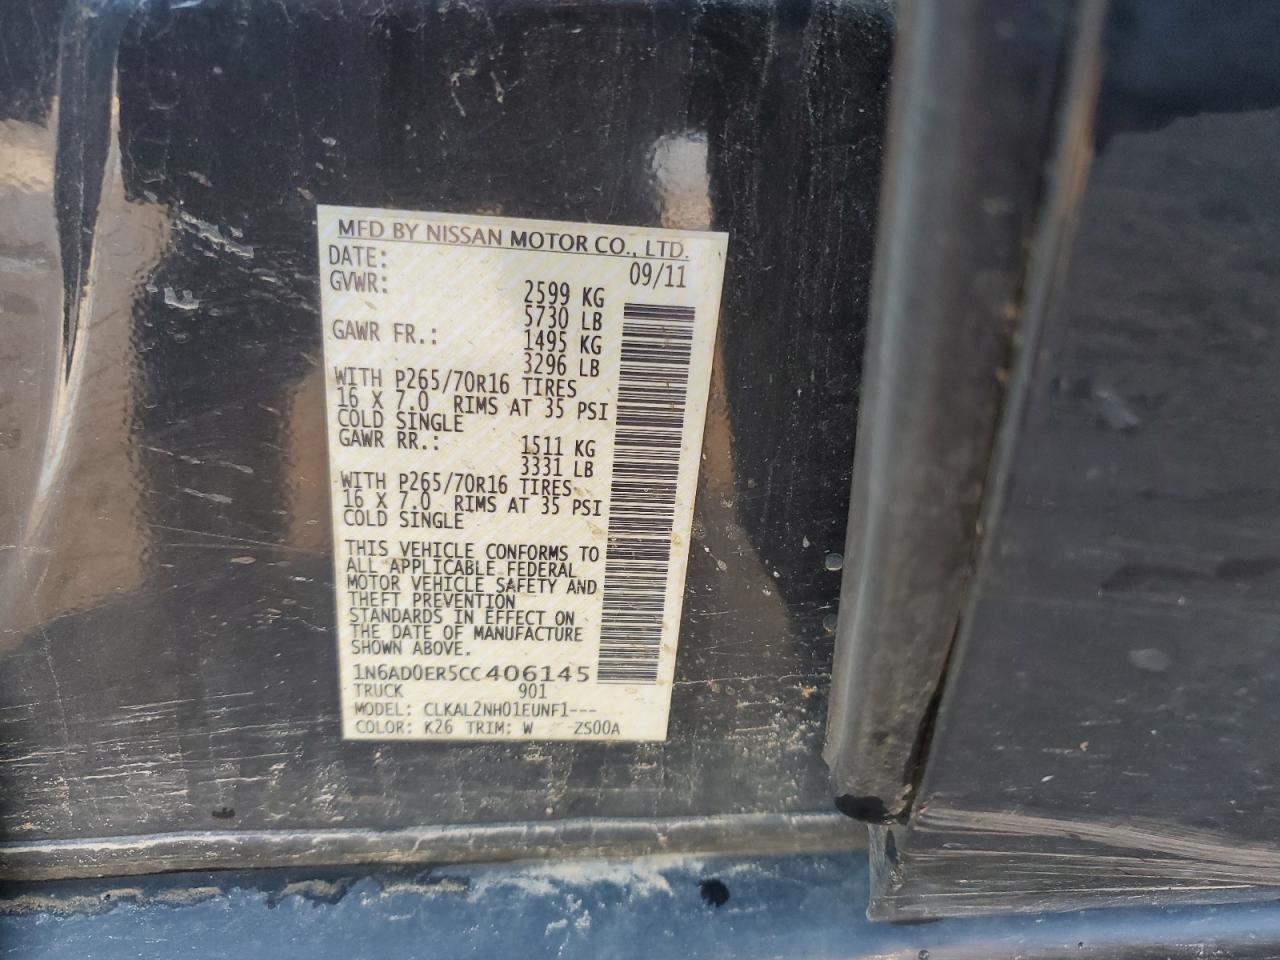 MFD BY NISSAN MOTOR CO., LTD.
DATE: 09/11
GVWR: 2599 KG
5730 LB
GAWR FR.: 1495 KG
3296 LB
WITH P265/70R16 TIRES
16 X 7.0 RIMS AT 35 PSI
COLD SINGLE
GAWR RR.: 1511 KG
3331 LB
WITH P265/70R16 TIRES
16 X 7.0 RIMS AT 35 PSI
COLD SINGLE
THIS VEHICLE CONFORMS TO
ALL APPLICABLE FEDERAL
MOTOR VEHICLE SAFETY AND
THEFT PREVENTION
STANDARDS IN EFFECT ON
THE DATE OF MANUFACTURE
SHOWN ABOVE.
1N6AD0ER5CC406145
TRUCK 901
MODEL: CLKAL2NH01EUNF1---
COLOR: K26 TRIM: W -ZS00A